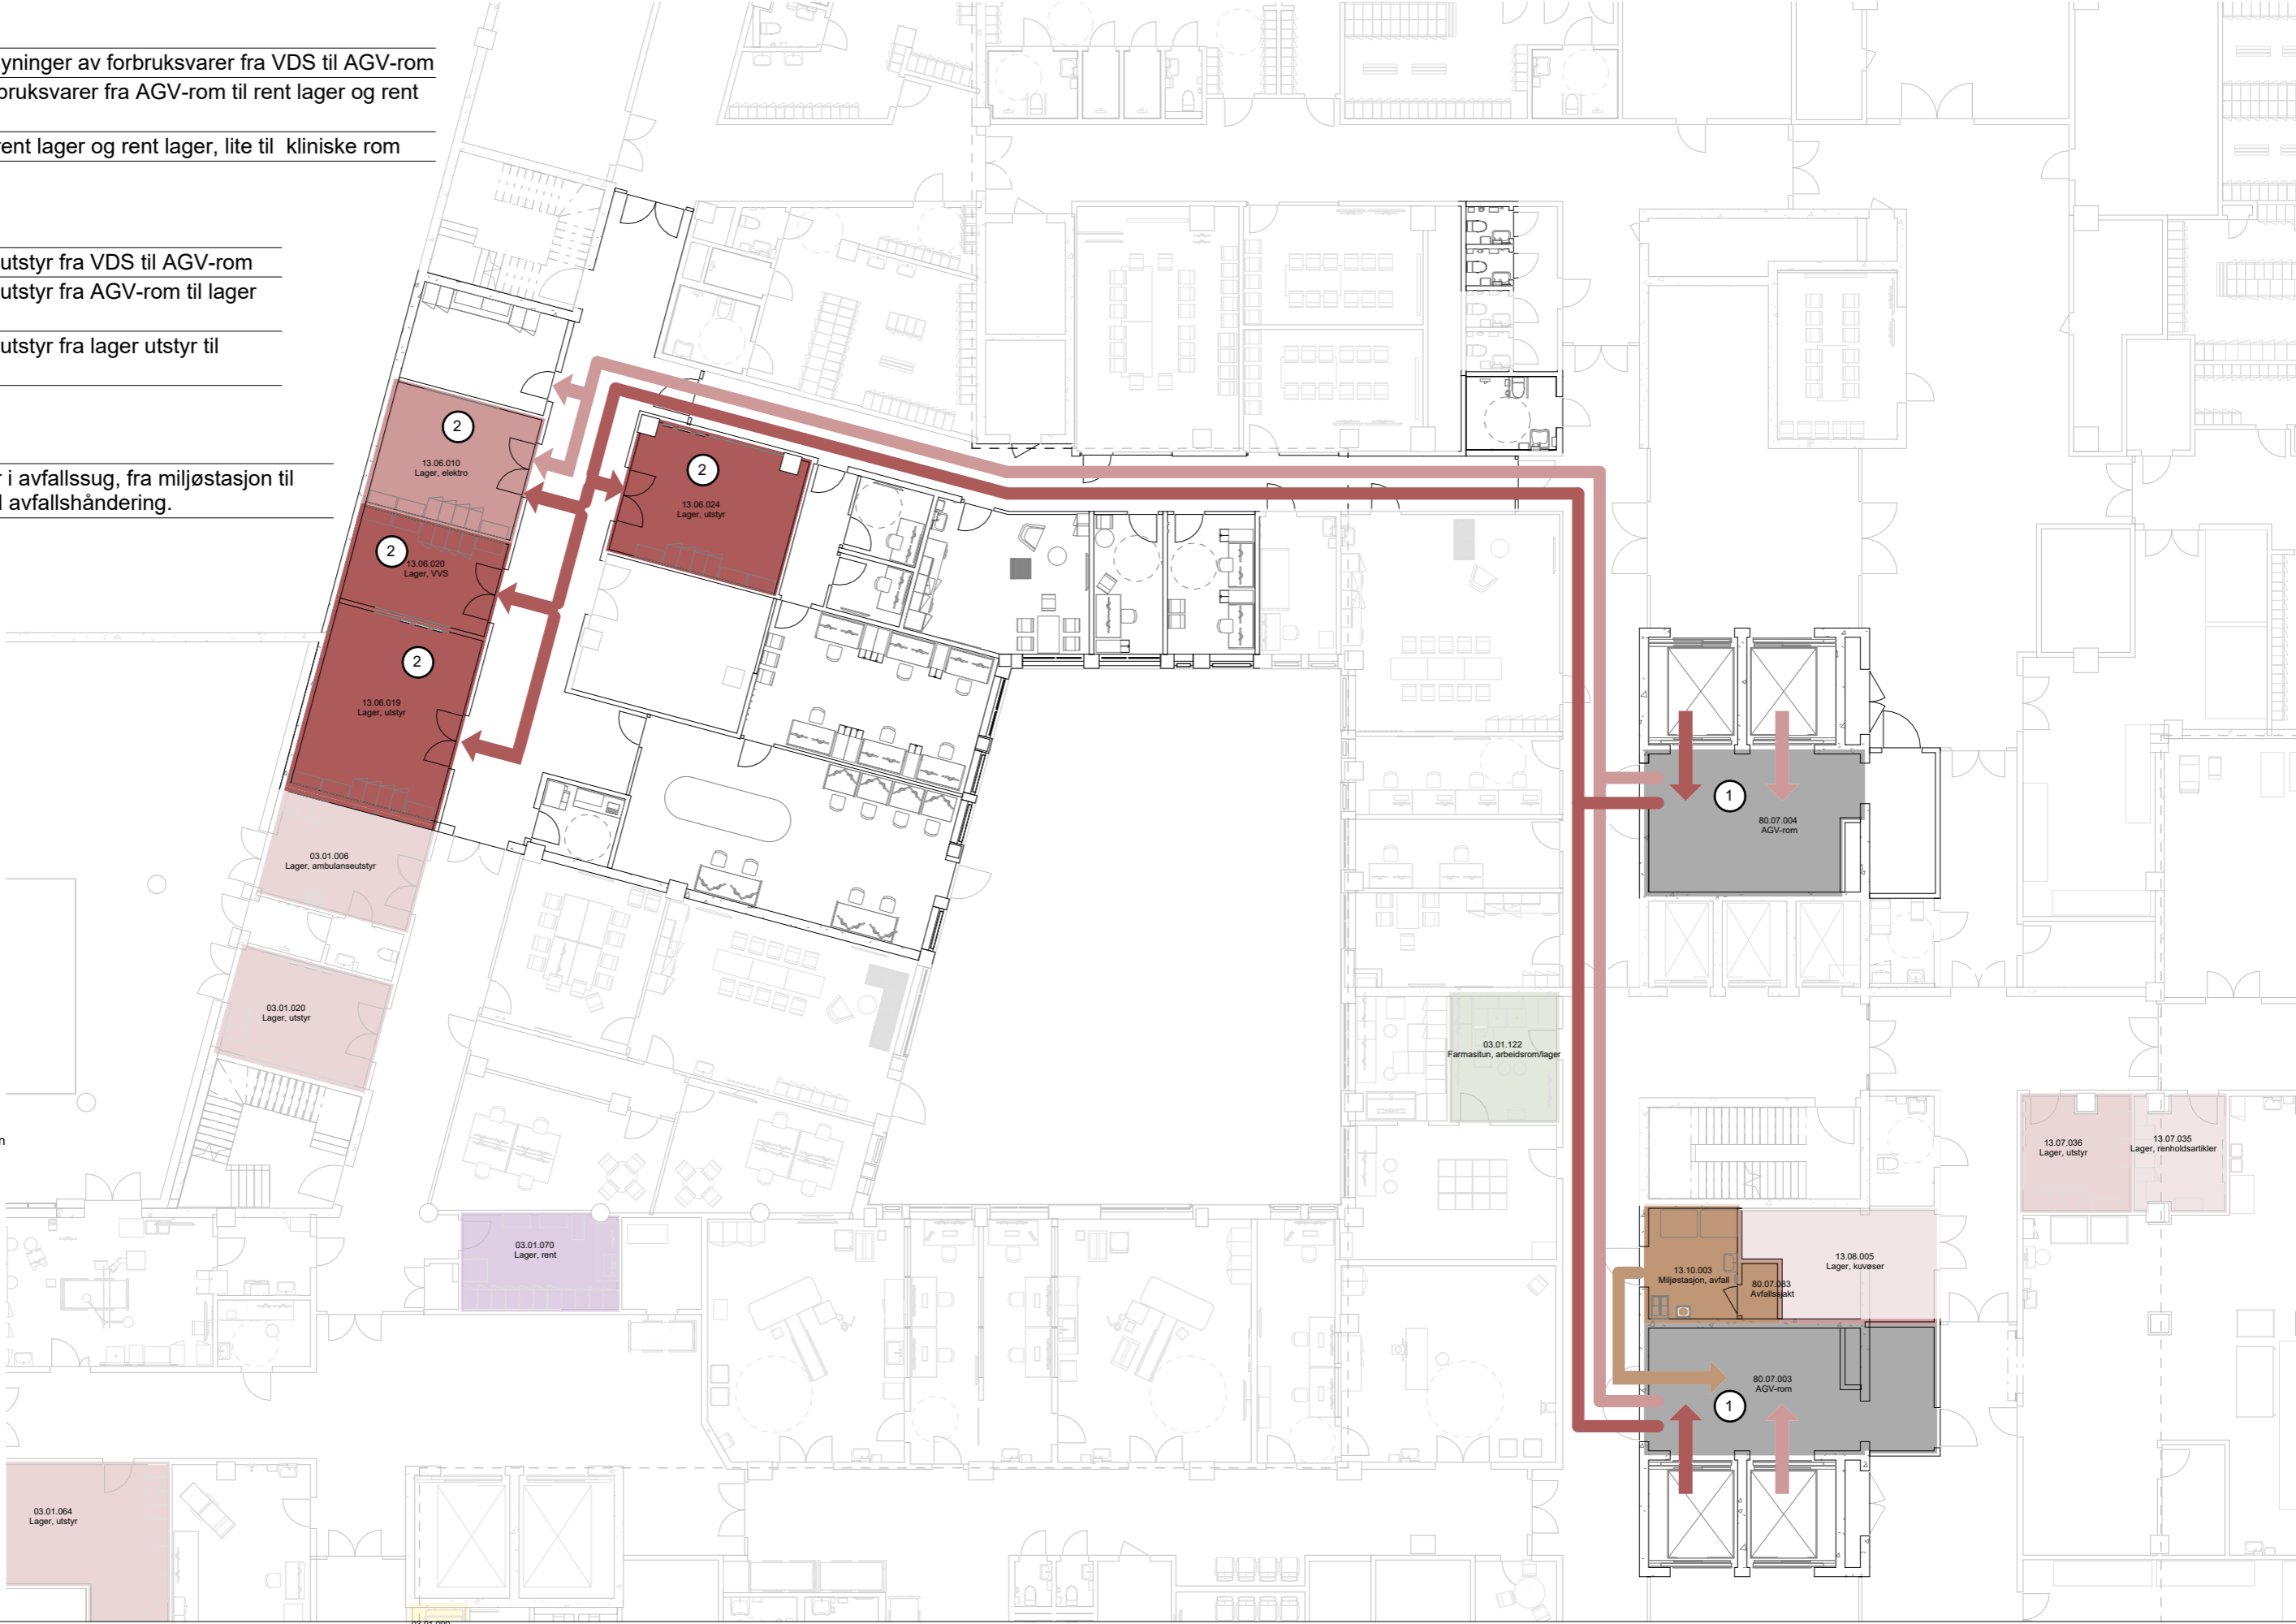 yninger av forbruksvarer fra VDS til AGV-rom
bruksvarer fra AGV-rom til rent lager og rent
rent lager og rent lager, lite til kliniske rom
utstyr fra VDS til AGV-rom
utstyr fra AGV-rom til lager
utstyr fra lager utstyr til
r i avfallssug, fra miljøstasjon til
avfallshåndering.
2
13.06.010
Lager, elektro
2
13.06.024
Lager, utstyr
2
13.06.020
Lager, VVS
2
13.06.019
Lager, utstyr
03.01.006
Lager, ambulanseutstyr
03.01.020
Lager, utstyr
1
80.07.004
AGV-rom
03.01.122
Farmasitun, arbeidsrom/lager
n
13.07.036
Lager, utstyr
13.07.035
Lager, renholdsartikler
03.01.070
Lager, rent
13.10.003
Miljøstasjon, avfall
80.07.083
Avfallssjakt
13.08.005
Lager, kuvøser
80.07.003
AGV-rom
1
03.01.064
Lager, utstyr